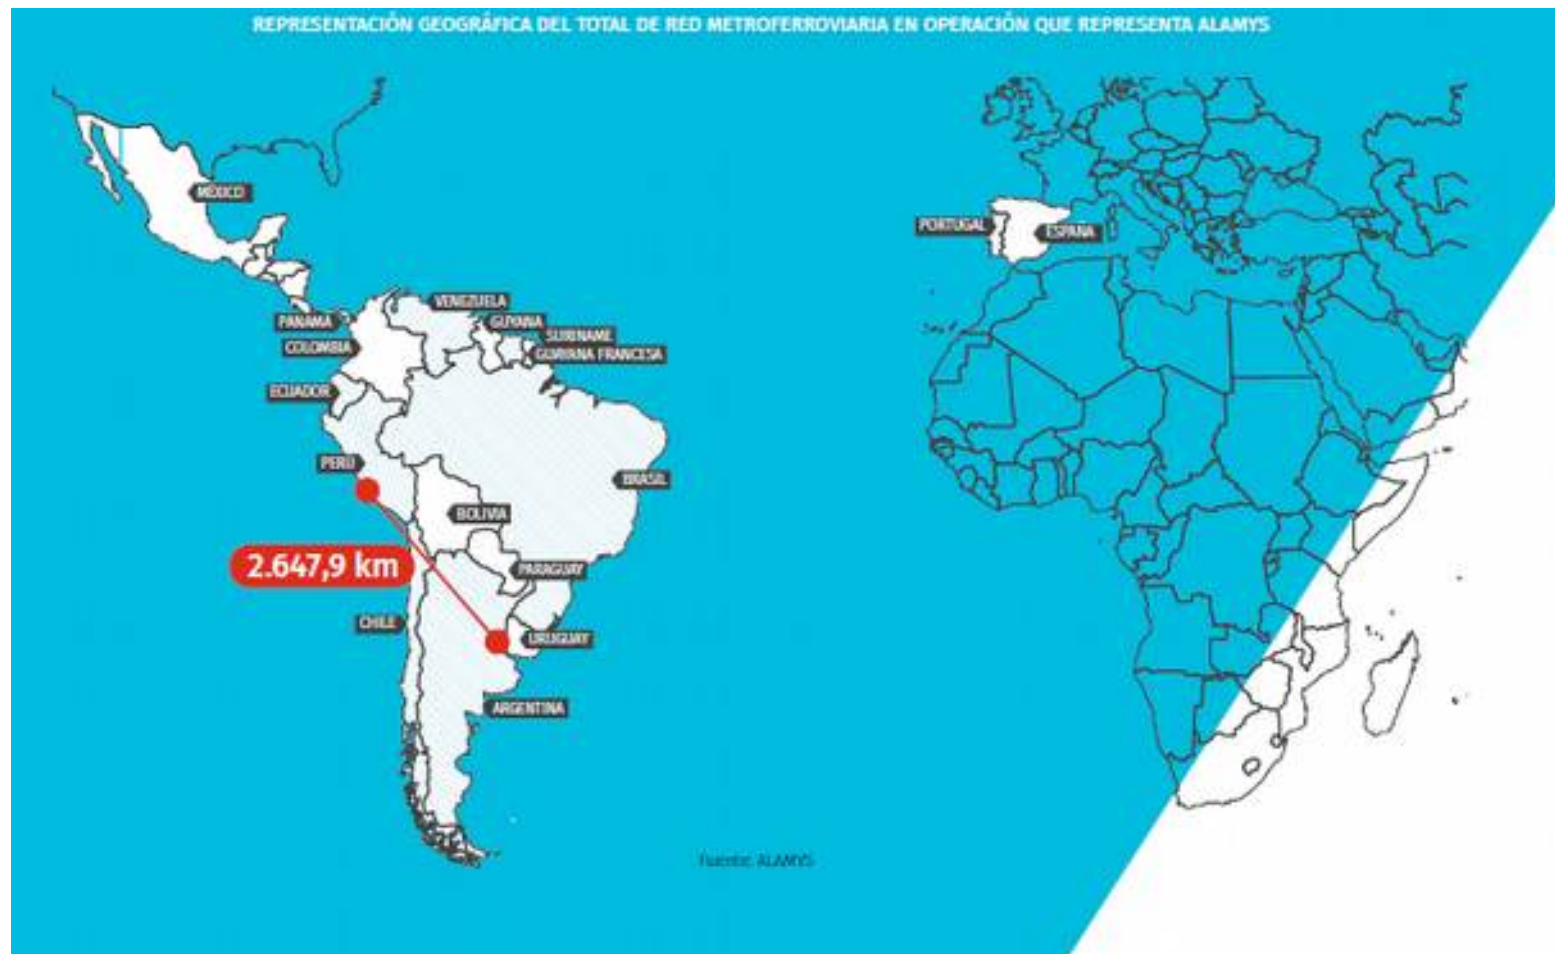 REPRESENTACIÓN GEOGRÁFICA DEL TOTAL DE RED METROFERROVIARIA EN OPERACIÓN QUE REPRESENTA ALAMYS
MÉXICO
PORTUGAL
ESPAÑA
VENEZUELA
PANAMÁ
GUYANA
SURINAME
COLOMBIA
GUAYANA FRANCESA
ECUADOR
PERÚ
BRASIL
BOLIVIA
2.647,9 km
PARAGUAY
CHILE
URUGUAY
ARGENTINA
Fuente: ALAMYS